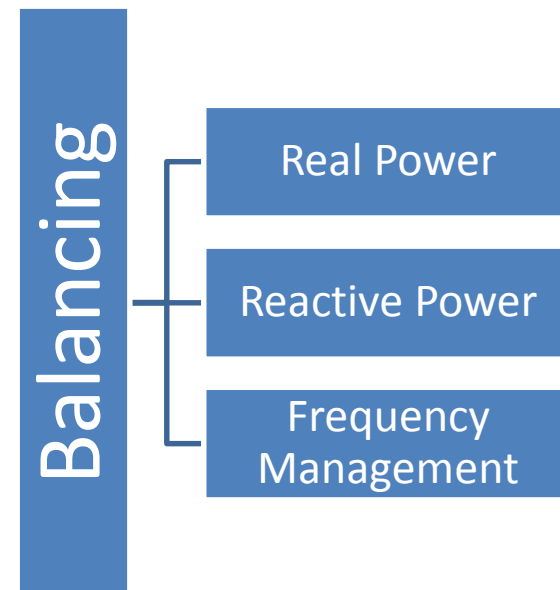 Balancing
Real Power
Reactive Power
Frequency
Management